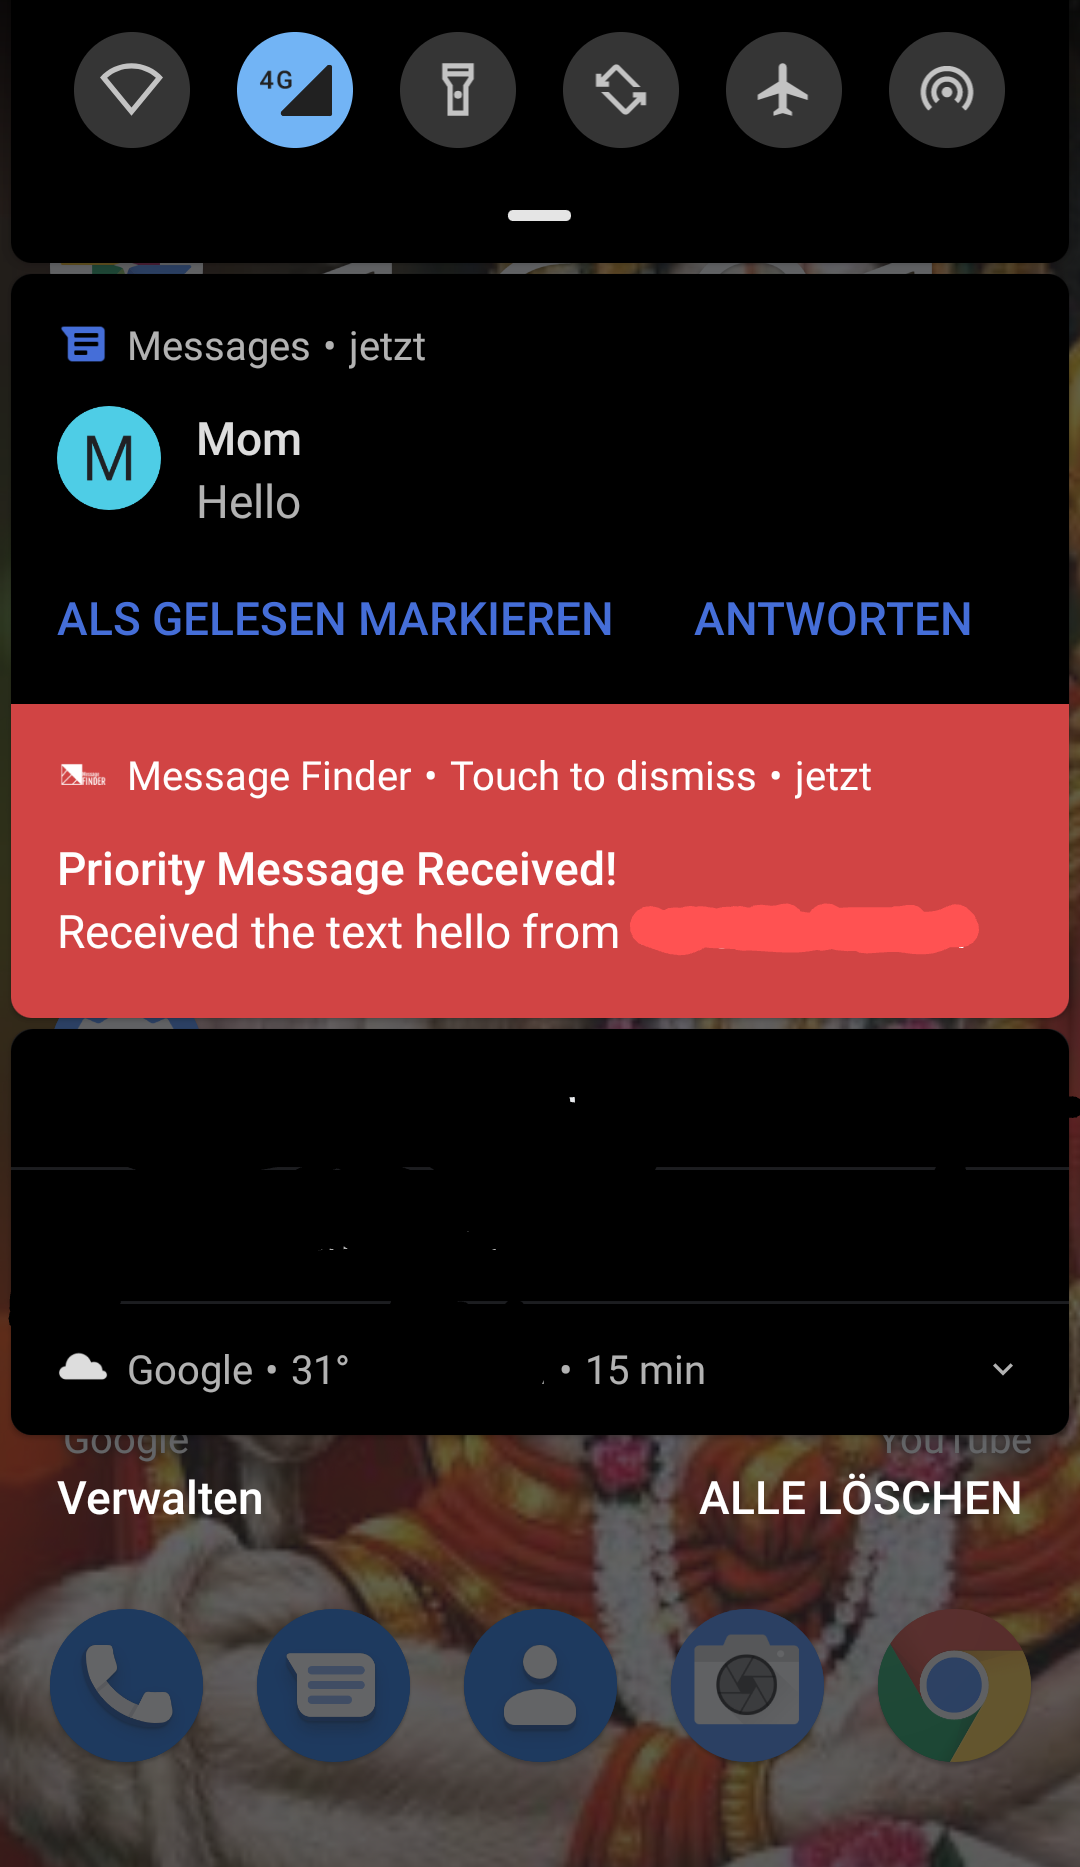 4G
Messages • jetzt
M
Mom
Hello
ALS GELESEN MARKIEREN ANTWORTEN
Message Finder • Touch to dismiss • jetzt
Priority Message Received!
Received the text hello from
Google • 31° • 15 min
Google YouTube
Verwalten ALLE LÖSCHEN